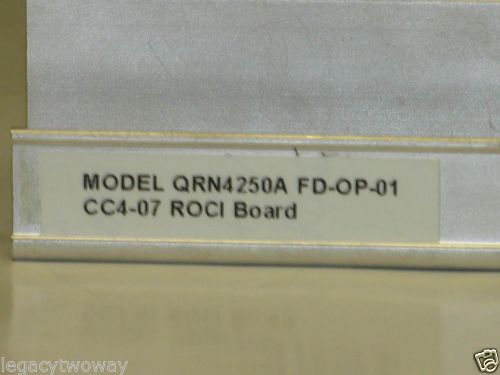 MODEL QRN4250A FD-OP-01
CC4-07 ROCI Board
legacytwoway